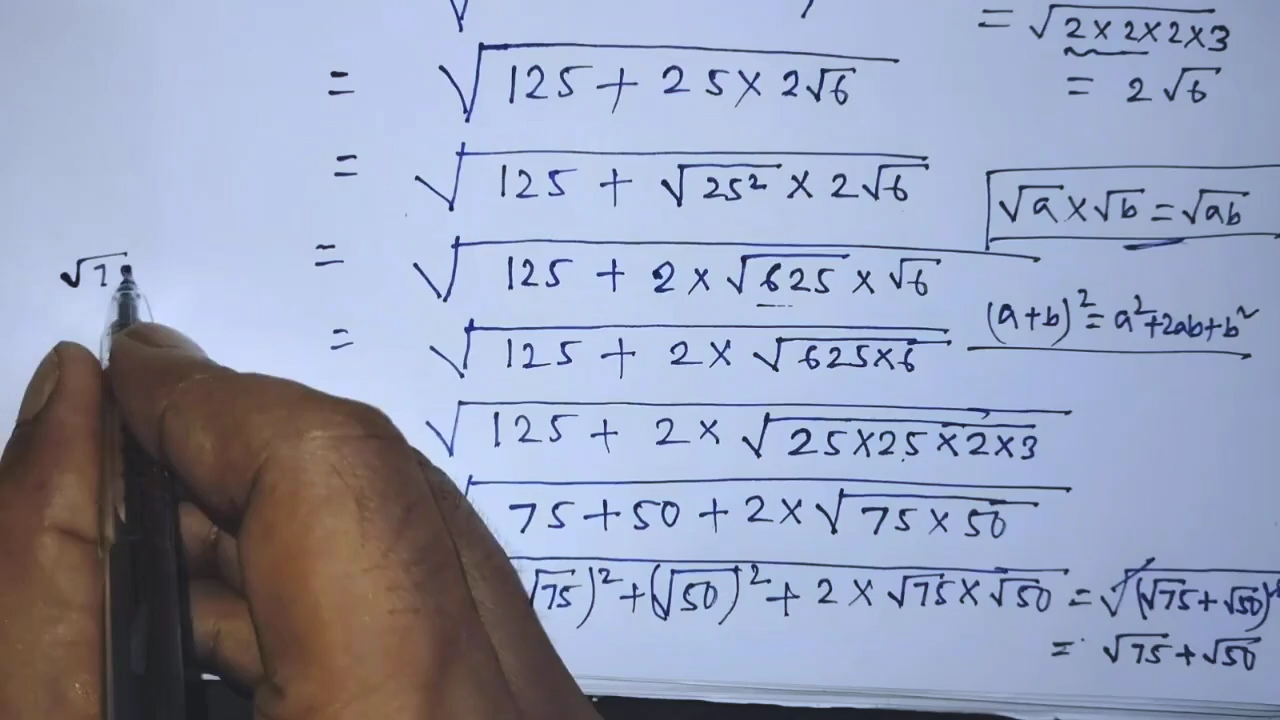 = √2×2×2×3
= √125 + 25 × 2√6
= 2√6
= √125 + √25² × 2√6
√a × √b = √ab
= √125 + 2 × √625 × √6
√7
(a+b)² = a²+2ab+b²
= √125 + 2 × √625×6
√125 + 2 × √25×25×2×3
√75+50 + 2 × √75×50
√75)² + (√50)² + 2 × √75 × √50 = √(√75+√50)²
= √75 + √50